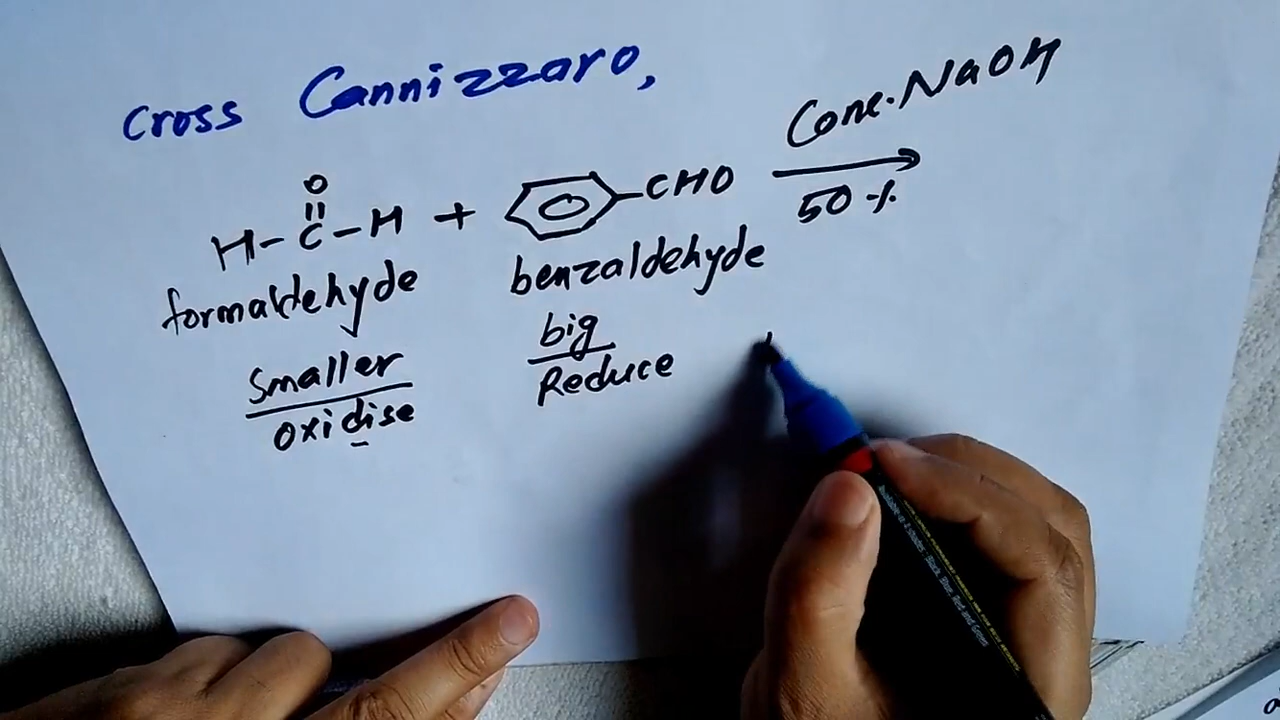 cross Cannizzaro,
Conc. NaOH
50 %
O
H-C-H + CHO
formaldehyde
benzaldehyde
Smaller
big
oxidise
Reduce